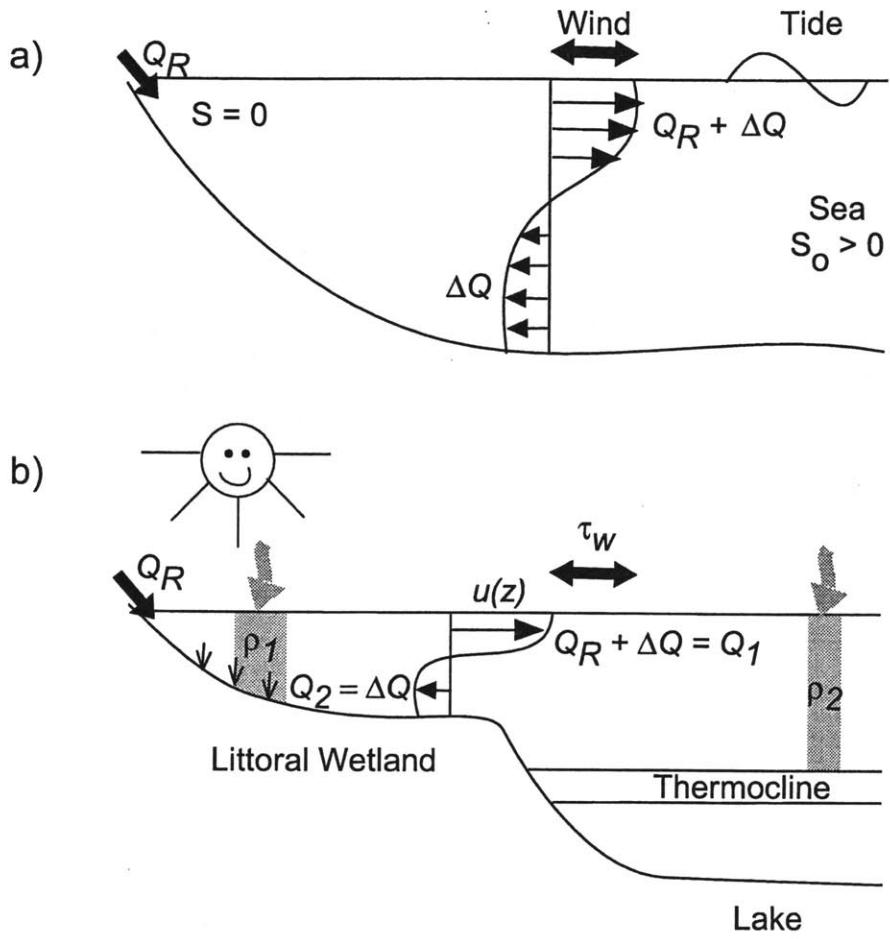 a)
Wind
Tide
Q_R
S = 0
Q_R + ΔQ
Sea
S_o > 0
ΔQ
b)
Q_R
τ_w
u(z)
ρ_1
Q_R + ΔQ = Q_1
Q_2 = ΔQ
ρ_2
Littoral Wetland
Thermocline
Lake